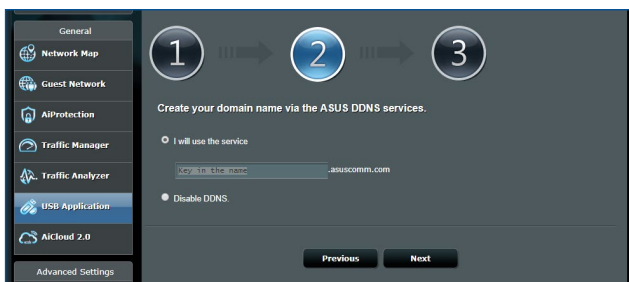 General
Network Map
Guest Network
AiProtection
Traffic Manager
Traffic Analyzer
USB Application
AiCloud 2.0
Advanced Settings
1 2 3
Create your domain name via the ASUS DDNS services.
I will use the service
Key in the name .asuscomm.com
Disable DDNS.
Previous Next